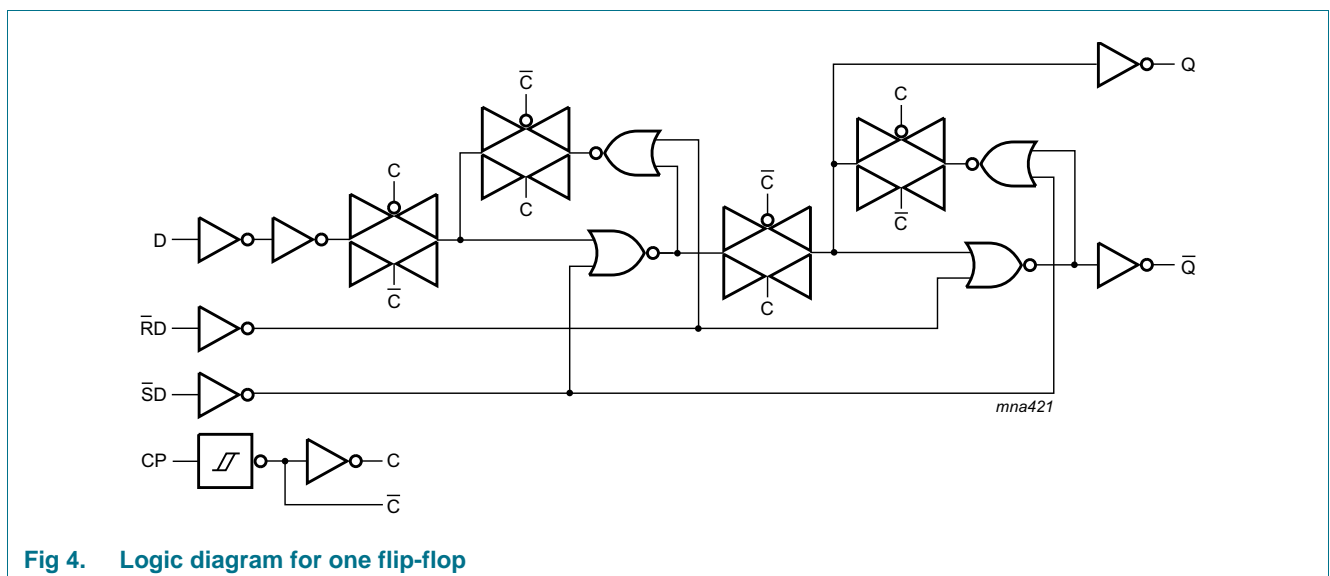 C̅
Q
C
C
C̅
C
C̅
D
C̅
C
Q̅
R̅D
S̅D
mna421
CP
C
C̅
Fig 4. Logic diagram for one flip-flop